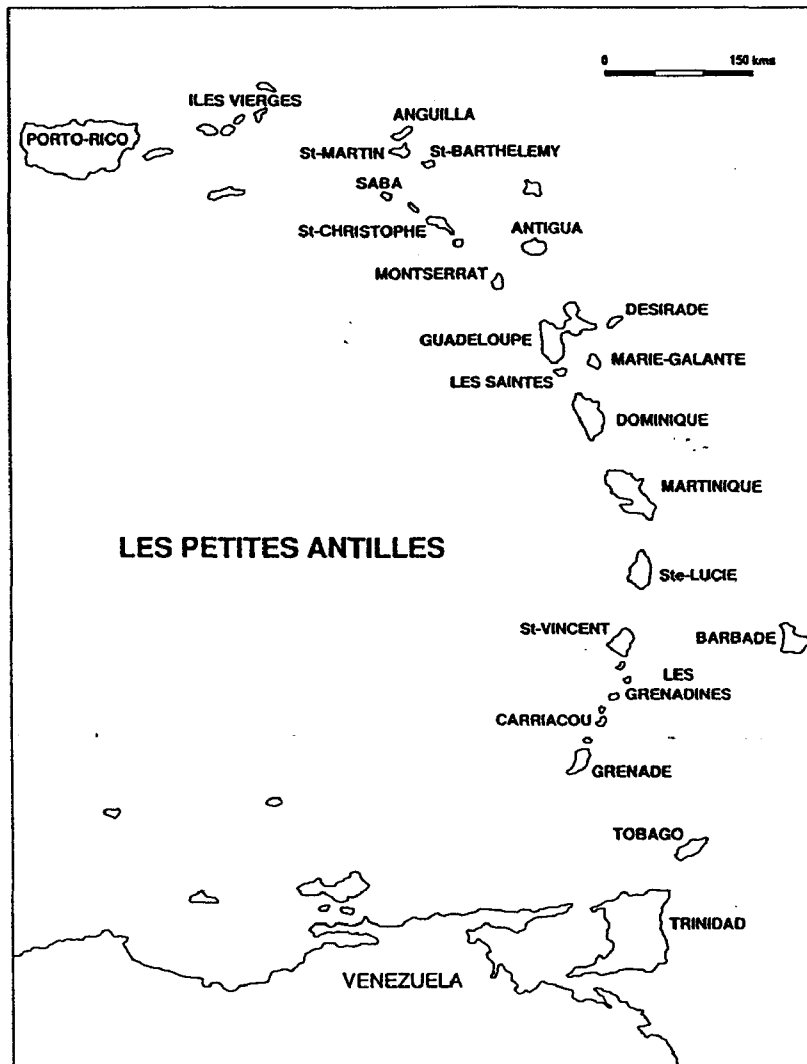 0 150 kms
ILES VIERGES
ANGUILLA
PORTO-RICO
St-MARTIN
St-BARTHELEMY
SABA
St-CHRISTOPHE
ANTIGUA
MONTSERRAT
DESIRADE
GUADELOUPE
MARIE-GALANTE
LES SAINTES
DOMINIQUE
MARTINIQUE
LES PETITES ANTILLES
Ste-LUCIE
St-VINCENT
BARBADE
LES
GRENADINES
CARRIACOU
GRENADE
TOBAGO
TRINIDAD
VENEZUELA